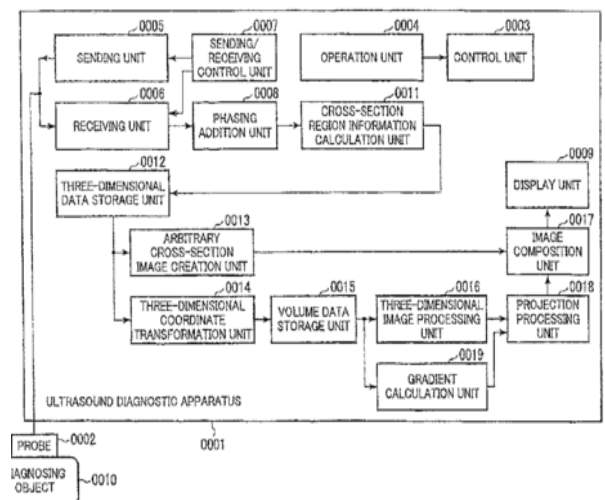 0005
SENDING UNIT
0007
SENDING/
RECEIVING
CONTROL UNIT
0004
OPERATION UNIT
0003
CONTROL UNIT
0006
RECEIVING UNIT
0008
PHASING
ADDITION UNIT
0011
CROSS-SECTION
REGION INFORMATION
CALCULATION UNIT
0012
THREE-DIMENSIONAL
DATA STORAGE UNIT
0009
DISPLAY UNIT
0013
ARBITRARY
CROSS-SECTION
IMAGE CREATION UNIT
0017
IMAGE
COMPOSITION
UNIT
0014
THREE-DIMENSIONAL
COORDINATE
TRANSFORMATION UNIT
0015
VOLUME DATA
STORAGE UNIT
0016
THREE-DIMENSIONAL
IMAGE PROCESSING
UNIT
0018
PROJECTION
PROCESSING
UNIT
0019
GRADIENT
CALCULATION UNIT
ULTRASOUND DIAGNOSTIC APPARATUS
0001
PROBE
0002
IAGNOSING
OBJECT
0010